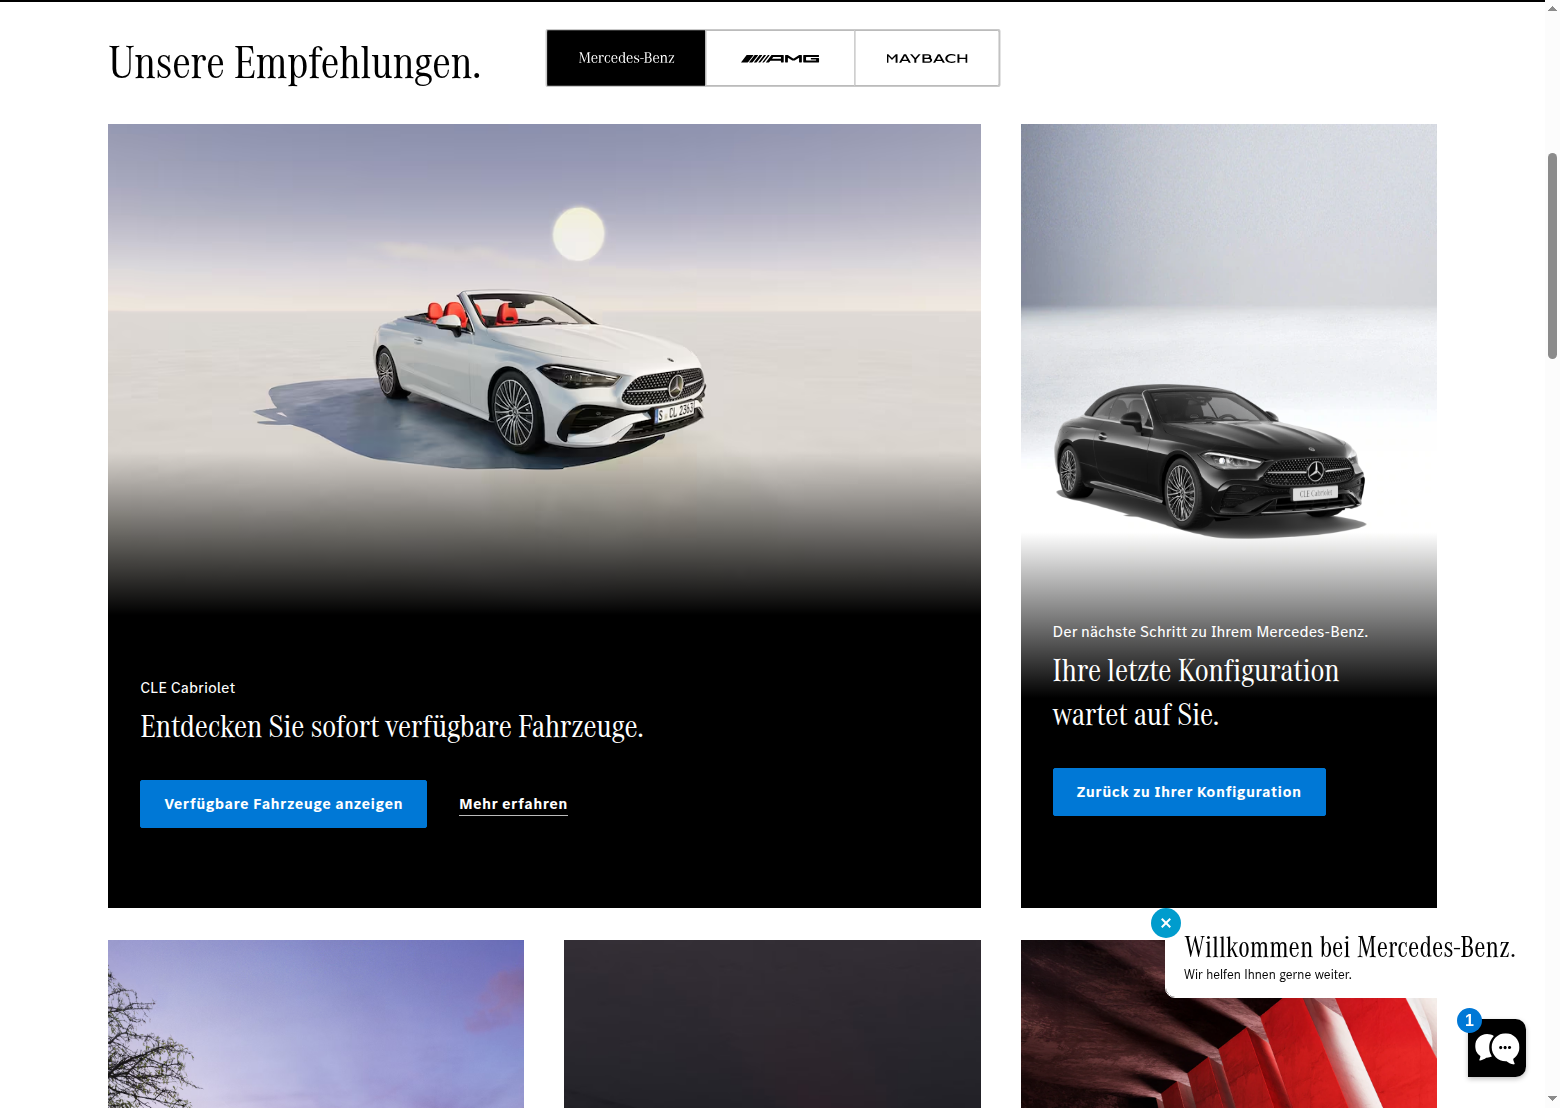 Unsere Empfehlungen.
Mercedes-Benz
AMG
MAYBACH
S CL 2363
CLE Cabriolet
Der nächste Schritt zu Ihrem Mercedes-Benz.
Ihre letzte Konfiguration
wartet auf Sie.
Zurück zu Ihrer Konfiguration
CLE Cabriolet
Entdecken Sie sofort verfügbare Fahrzeuge.
Verfügbare Fahrzeuge anzeigen
Mehr erfahren
Willkommen bei Mercedes-Benz.
Wir helfen Ihnen gerne weiter.
1